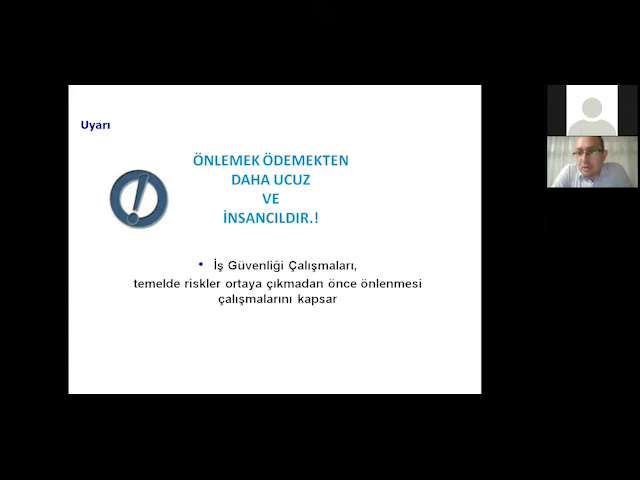 Uyarı
ÖNLEMEK ÖDEMEKTEN
DAHA UCUZ
VE
İNSANCILDIR.!
• İş Güvenliği Çalışmaları,
temelde riskler ortaya çıkmadan önce önlenmesi
çalışmalarını kapsar